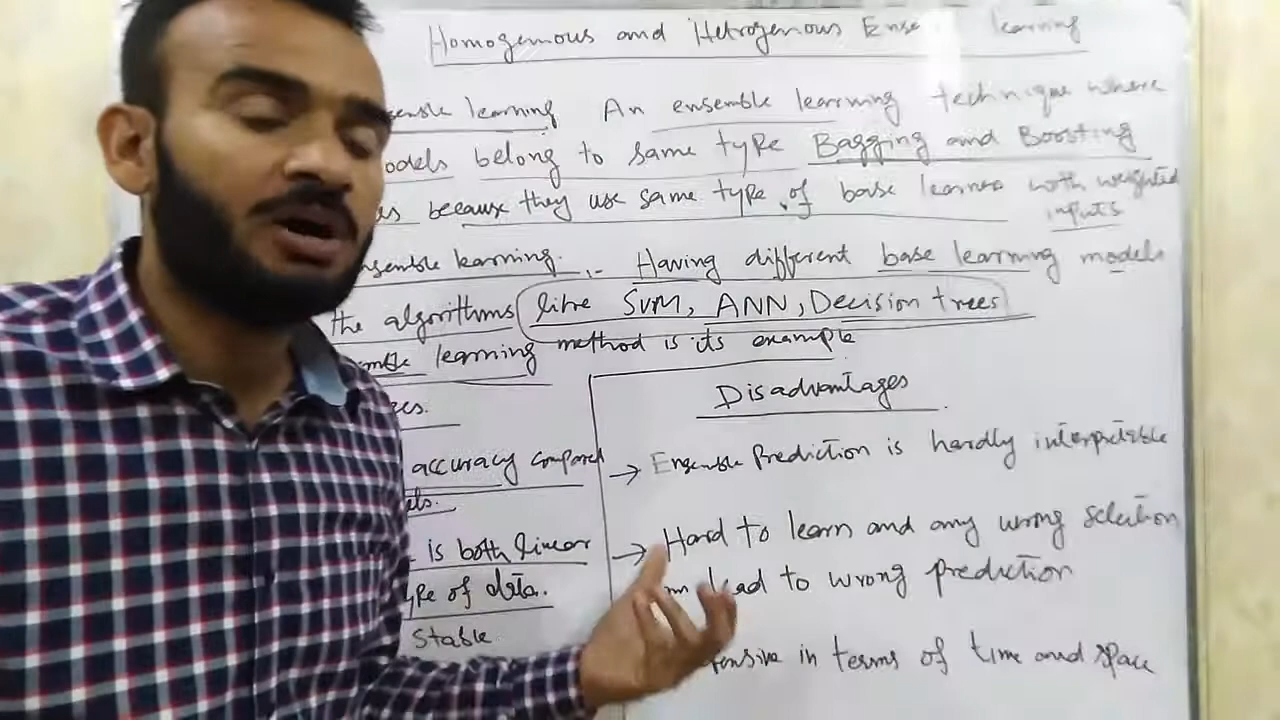 Homogenous and Hetrogenous Ense learning
ensemble learning An ensemble learning technique where
models belong to same type Bagging and Boosting
es because they use same type of base learner with weighted
inputs
ensemble learning :- Having different base learning models
the algorithms like SVM, ANN, Decision trees
learning method is its example
Disadvantages
accuracy compared
→ Ensemble Prediction is hardly interpretable
is both linear
type of data.
Stable
→ Hard to learn and any wrong selection
lead to wrong prediction
in terms of time and space